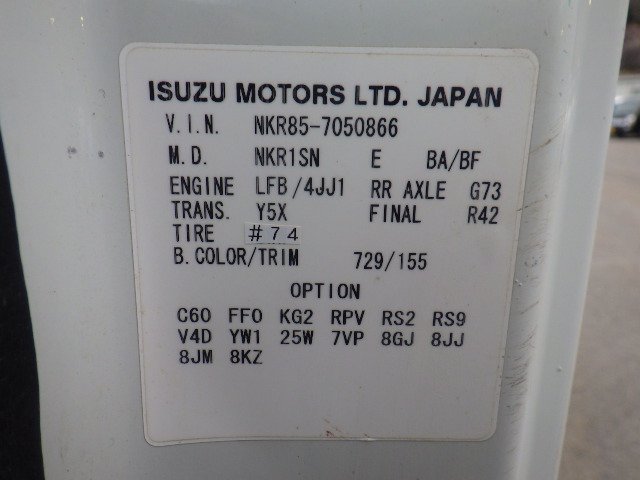 ISUZU MOTORS LTD. JAPAN
V.I.N. NKR85-7050866
M.D. NKR1SN E BA/BF
ENGINE LFB/4JJ1 RR AXLE G73
TRANS. Y5X FINAL R42
TIRE #74
B.COLOR/TRIM 729/155
OPTION
C60 FF0 KG2 RPV RS2 RS9
V4D YW1 25W 7VP 8GJ 8JJ
8JM 8KZ